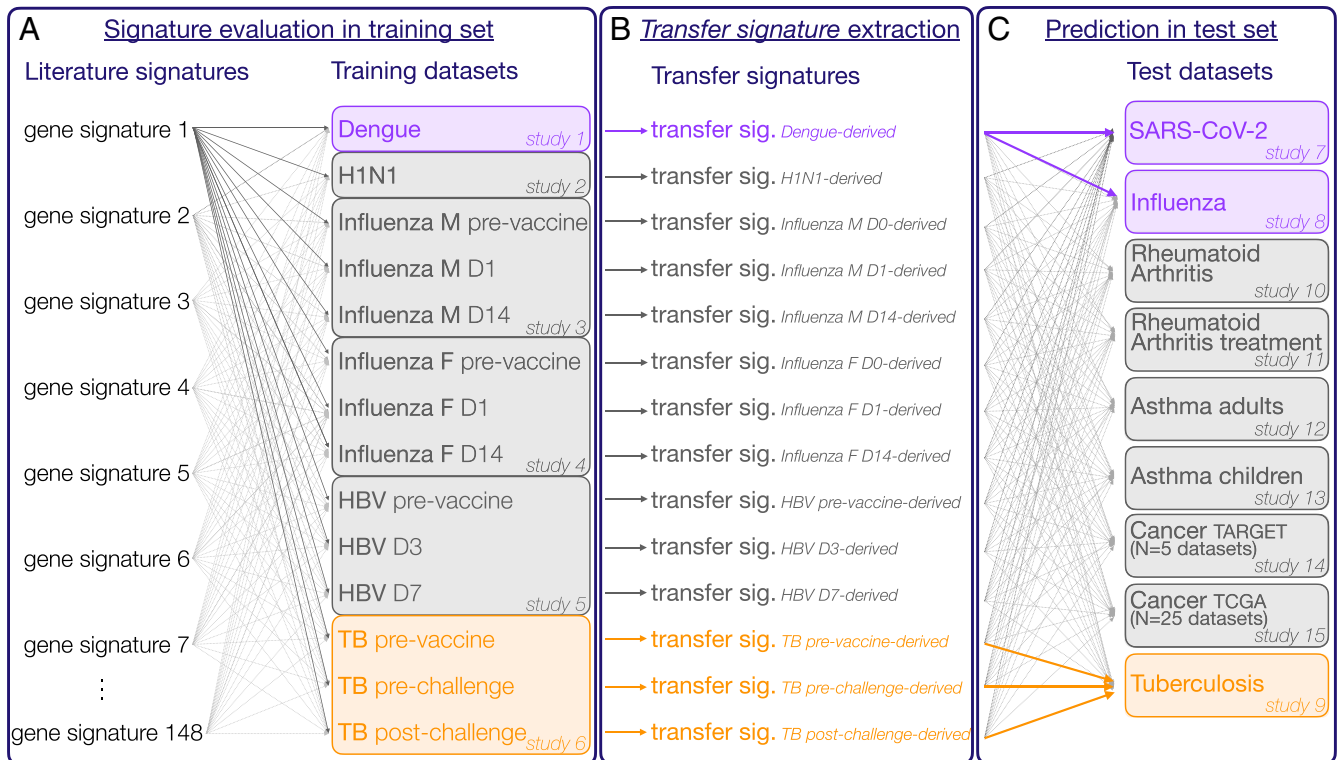 A Signature evaluation in training set
Literature signatures
Training datasets
gene signature 1
gene signature 2
gene signature 3
gene signature 4
gene signature 5
gene signature 6
gene signature 7
⋮
gene signature 148
Dengue
study 1
H1N1
study 2
Influenza M pre-vaccine
Influenza M D1
Influenza M D14
study 3
Influenza F pre-vaccine
Influenza F D1
Influenza F D14
study 4
HBV pre-vaccine
HBV D3
HBV D7
study 5
TB pre-vaccine
TB pre-challenge
TB post-challenge
study 6
B Transfer signature extraction
Transfer signatures
transfer sig. Dengue-derived
transfer sig. H1N1-derived
transfer sig. Influenza M D0-derived
transfer sig. Influenza M D1-derived
transfer sig. Influenza M D14-derived
transfer sig. Influenza F D0-derived
transfer sig. Influenza F D1-derived
transfer sig. Influenza F D14-derived
transfer sig. HBV pre-vaccine-derived
transfer sig. HBV D3-derived
transfer sig. HBV D7-derived
transfer sig. TB pre-vaccine-derived
transfer sig. TB pre-challenge-derived
transfer sig. TB post-challenge-derived
C Prediction in test set
Test datasets
SARS-CoV-2
study 7
Influenza
study 8
Rheumatoid
Arthritis
study 10
Rheumatoid
Arthritis treatment
study 11
Asthma adults
study 12
Asthma children
study 13
Cancer TARGET
(N=5 datasets)
study 14
Cancer TCGA
(N=25 datasets)
study 15
Tuberculosis
study 9